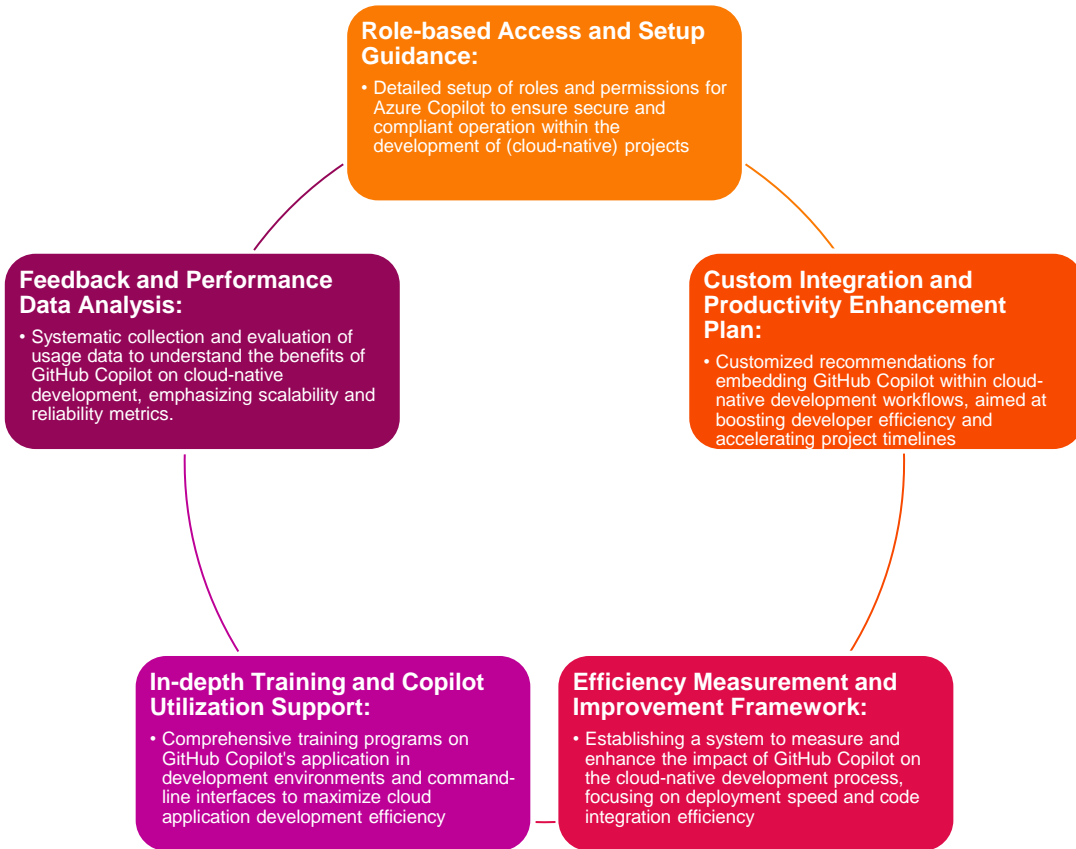 Role-based Access and Setup
Guidance:
• Detailed setup of roles and permissions for
Azure Copilot to ensure secure and
compliant operation within the
development of (cloud-native) projects
Custom Integration and
Productivity Enhancement
Plan:
• Customized recommendations for
embedding GitHub Copilot within cloud-
native development workflows, aimed at
boosting developer efficiency and
accelerating project timelines
Efficiency Measurement and
Improvement Framework:
• Establishing a system to measure and
enhance the impact of GitHub Copilot on
the cloud-native development process,
focusing on deployment speed and code
integration efficiency
In-depth Training and Copilot
Utilization Support:
• Comprehensive training programs on
GitHub Copilot's application in
development environments and command-
line interfaces to maximize cloud
application development efficiency
Feedback and Performance
Data Analysis:
• Systematic collection and evaluation of
usage data to understand the benefits of
GitHub Copilot on cloud-native
development, emphasizing scalability and
reliability metrics.